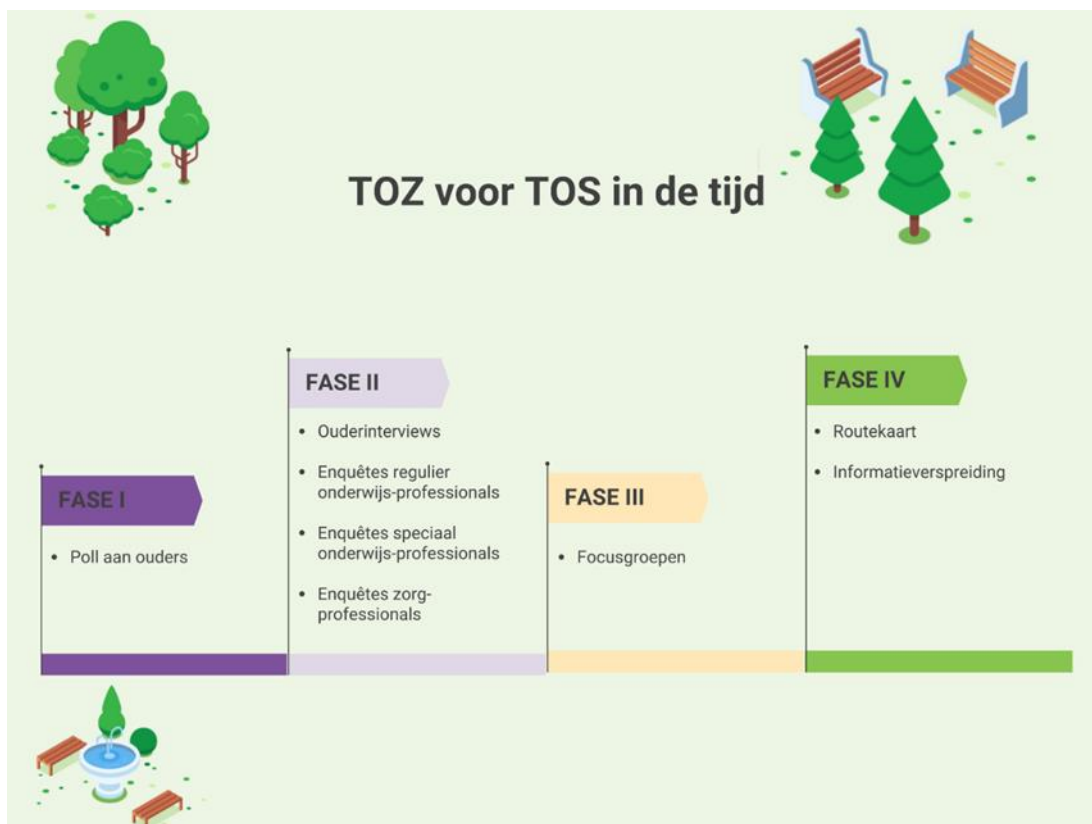 TOZ voor TOS in de tijd
FASE I
• Poll aan ouders
FASE II
• Ouderinterviews
• Enquêtes regulier
onderwijs-professionals
• Enquêtes speciaal
onderwijs-professionals
• Enquêtes zorg-
professionals
FASE III
• Focusgroepen
FASE IV
• Routekaart
• Informatieverspreiding